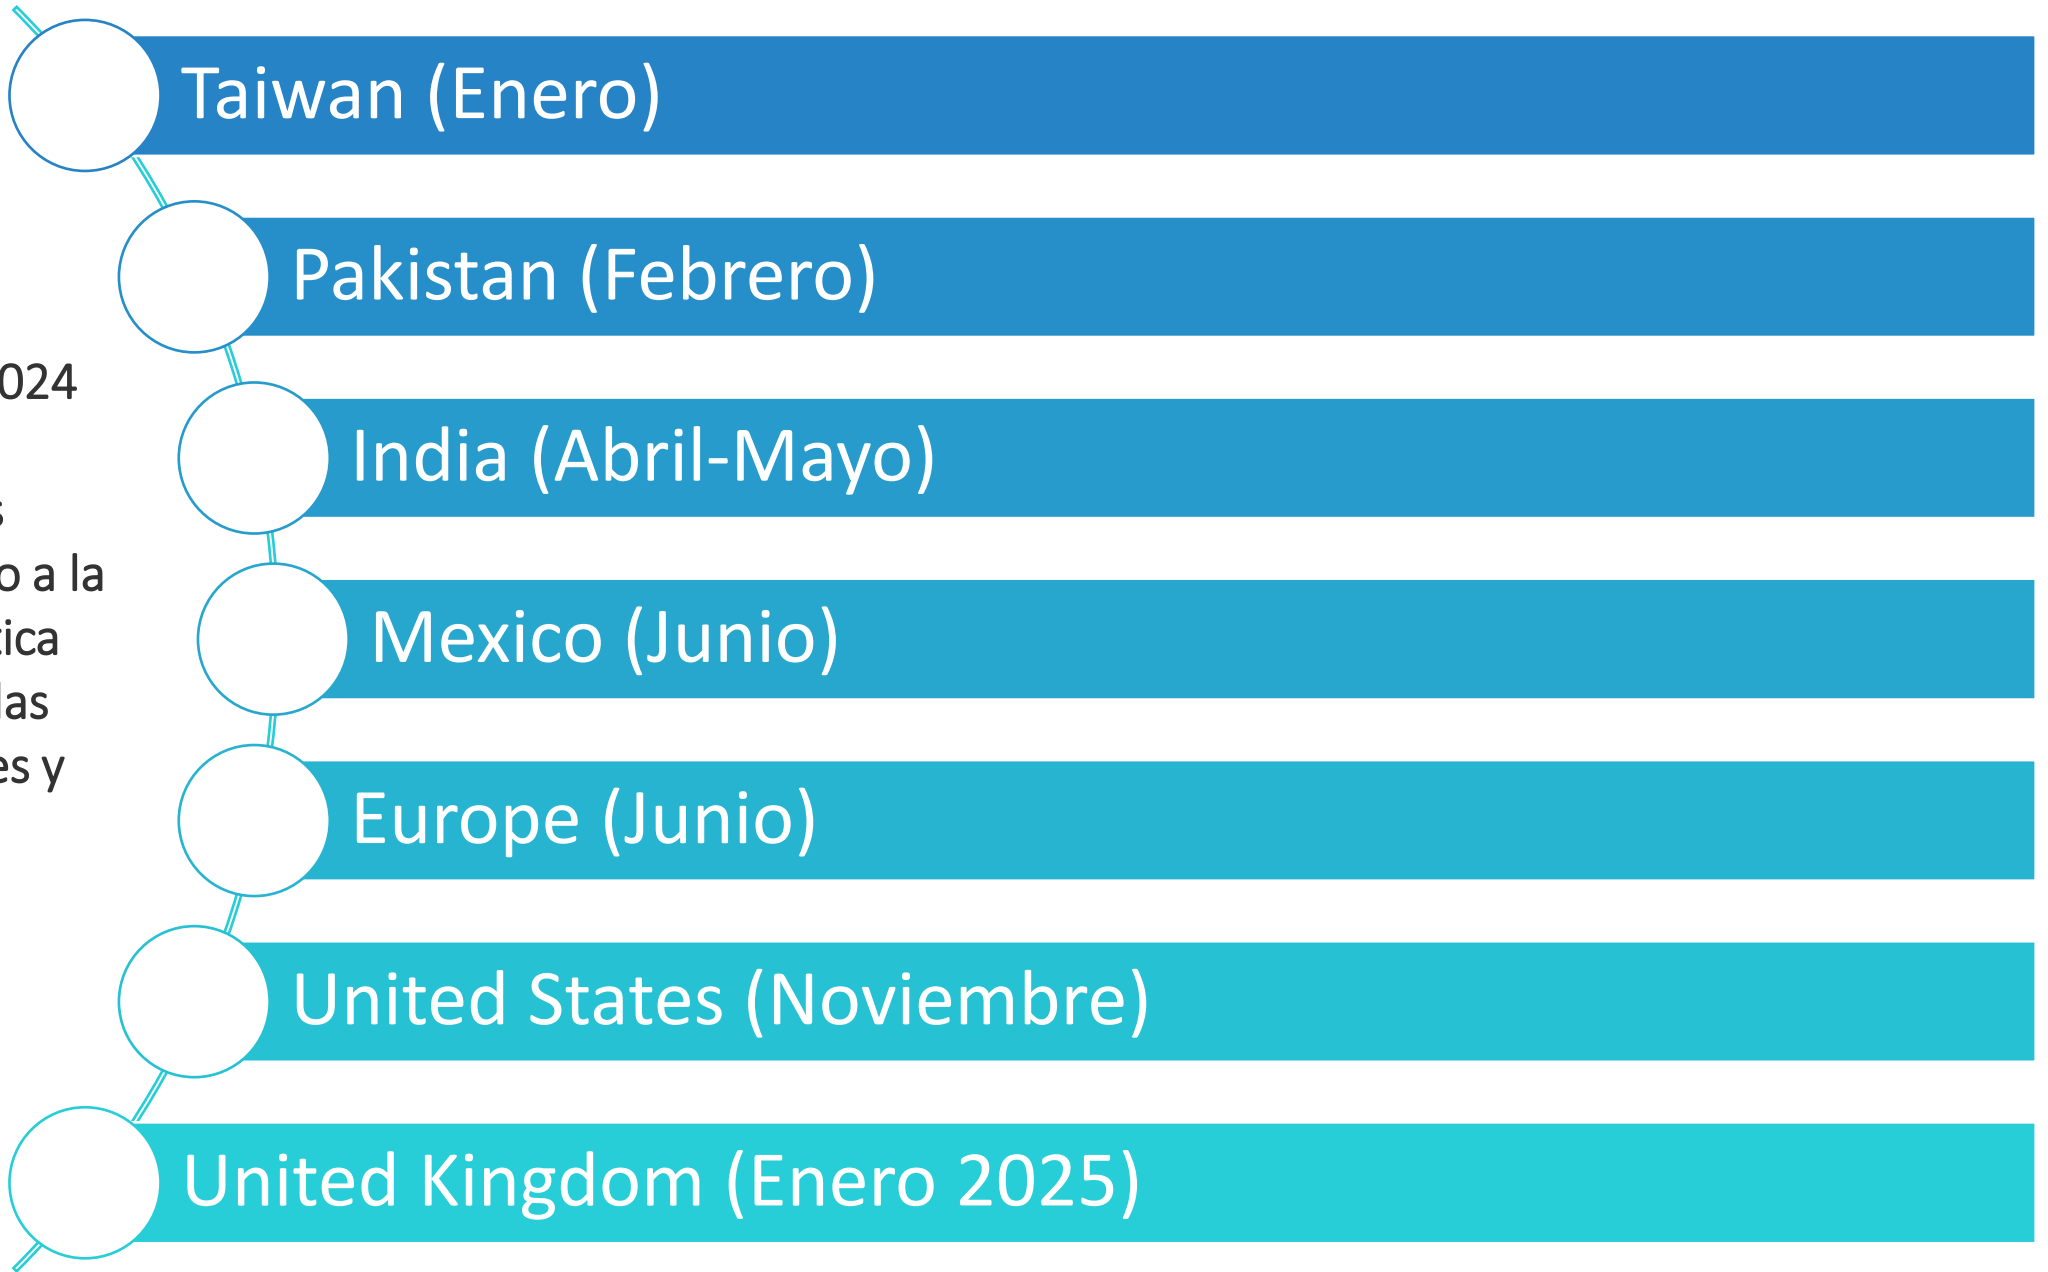 Taiwan (Enero)
Pakistan (Febrero)
India (Abril-Mayo)
Mexico (Junio)
Europe (Junio)
United States (Noviembre)
United Kingdom (Enero 2025)
024
s
o a la
tica
las
es y